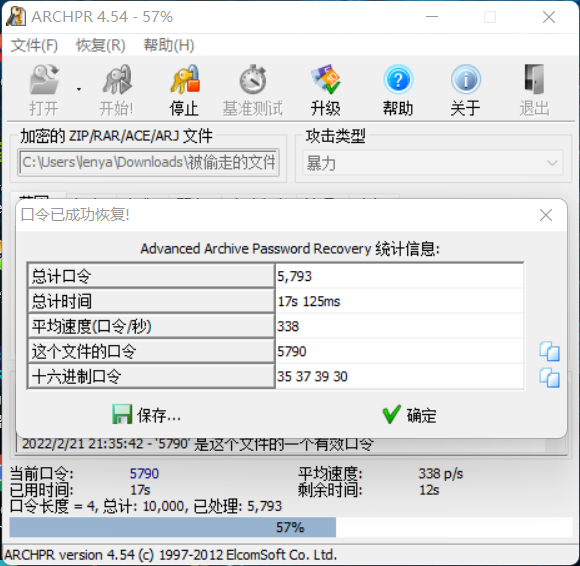 ARCHPR 4.54 - 57%
文件(F) 恢复(R) 帮助(H)
打开 开始! 停止 基准测试 升级 帮助 关于 退出
加密的 ZIP/RAR/ACE/ARJ 文件 攻击类型
C:\Users\lenya\Downloads\被偷走的文件 暴力
口令已成功恢复!
Advanced Archive Password Recovery 统计信息:
总计口令 5,793
总计时间 17s 125ms
平均速度(口令/秒) 338
这个文件的口令 5790
十六进制口令 35 37 39 30
保存... 确定
2022/2/21 21:35:42 - '5790' 是这个文件的一个有效口令
当前口令: 5790 平均速度: 338 p/s
已用时间: 17s 剩余时间: 12s
口令长度 = 4, 总计: 10,000, 已处理: 5,793
57%
ARCHPR version 4.54 (c) 1997-2012 ElcomSoft Co. Ltd.